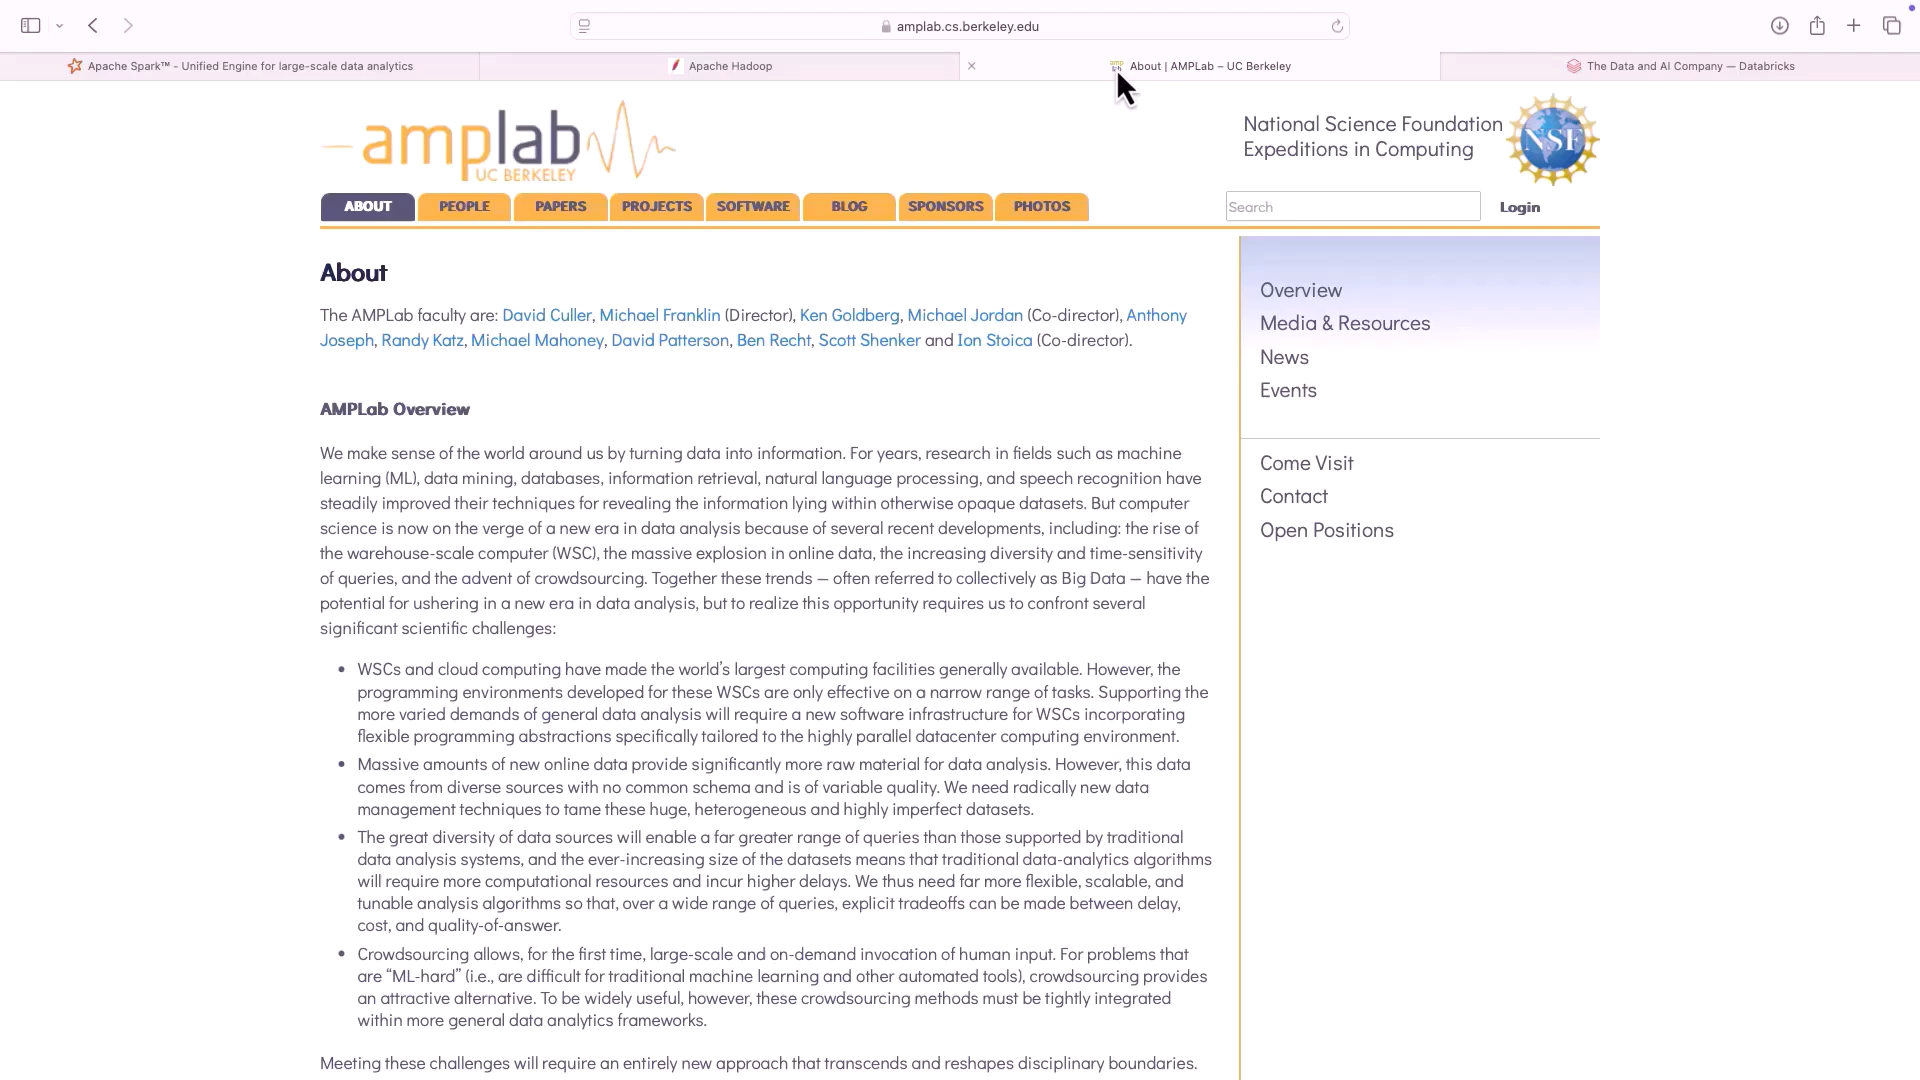 amplab.cs.berkeley.edu
Apache Spark™ - Unified Engine for large-scale data analytics
Apache Hadoop
About | AMPLab – UC Berkeley
The Data and AI Company — Databricks
amplab
UC BERKELEY
National Science Foundation
Expeditions in Computing
NSF
ABOUT
PEOPLE
PAPERS
PROJECTS
SOFTWARE
BLOG
SPONSORS
PHOTOS
Search
Login
About
The AMPLab faculty are: David Culler, Michael Franklin (Director), Ken Goldberg, Michael Jordan (Co-director), Anthony
Joseph, Randy Katz, Michael Mahoney, David Patterson, Ben Recht, Scott Shenker and Ion Stoica (Co-director).
AMPLab Overview
We make sense of the world around us by turning data into information. For years, research in fields such as machine
learning (ML), data mining, databases, information retrieval, natural language processing, and speech recognition have
steadily improved their techniques for revealing the information lying within otherwise opaque datasets. But computer
science is now on the verge of a new era in data analysis because of several recent developments, including: the rise of
the warehouse-scale computer (WSC), the massive explosion in online data, the increasing diversity and time-sensitivity
of queries, and the advent of crowdsourcing. Together these trends — often referred to collectively as Big Data — have the
potential for ushering in a new era in data analysis, but to realize this opportunity requires us to confront several
significant scientific challenges:
• WSCs and cloud computing have made the world’s largest computing facilities generally available. However, the
programming environments developed for these WSCs are only effective on a narrow range of tasks. Supporting the
more varied demands of general data analysis will require a new software infrastructure for WSCs incorporating
flexible programming abstractions specifically tailored to the highly parallel datacenter computing environment.
• Massive amounts of new online data provide significantly more raw material for data analysis. However, this data
comes from diverse sources with no common schema and is of variable quality. We need radically new data
management techniques to tame these huge, heterogeneous and highly imperfect datasets.
• The great diversity of data sources will enable a far greater range of queries than those supported by traditional
data analysis systems, and the ever-increasing size of the datasets means that traditional data-analytics algorithms
will require more computational resources and incur higher delays. We thus need far more flexible, scalable, and
tunable analysis algorithms so that, over a wide range of queries, explicit tradeoffs can be made between delay,
cost, and quality-of-answer.
• Crowdsourcing allows, for the first time, large-scale and on-demand invocation of human input. For problems that
are “ML-hard” (i.e., are difficult for traditional machine learning and other automated tools), crowdsourcing provides
an attractive alternative. To be widely useful, however, these crowdsourcing methods must be tightly integrated
within more general data analytics frameworks.
Meeting these challenges will require an entirely new approach that transcends and reshapes disciplinary boundaries.
Overview
Media & Resources
News
Events
Come Visit
Contact
Open Positions